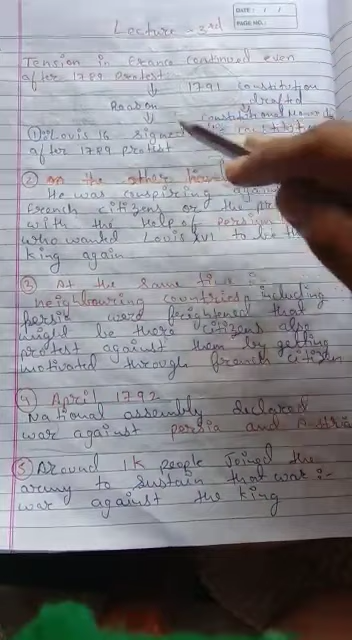 DATE: / /
PAGE NO.:
Lecture - 3rd
Tension in France continued even
after 1789 Protest
1791 Constitution
drafted
Reason
Constitutional
① Louis 16 signed
after 1789 protest
② on the other
He was conspiring
french citizens or the
with the help of persian
who wanted Louis XVI to be the
king again
③ At the same time
neighbouring countries including
persia were frightened that
might be there citizens also
protest against them by getting
motivated through french citizen
④ April 1792
National assembly declared
war against persia and Austria
⑤ Around 1K people joined the
army to sustain that war :-
war against the king